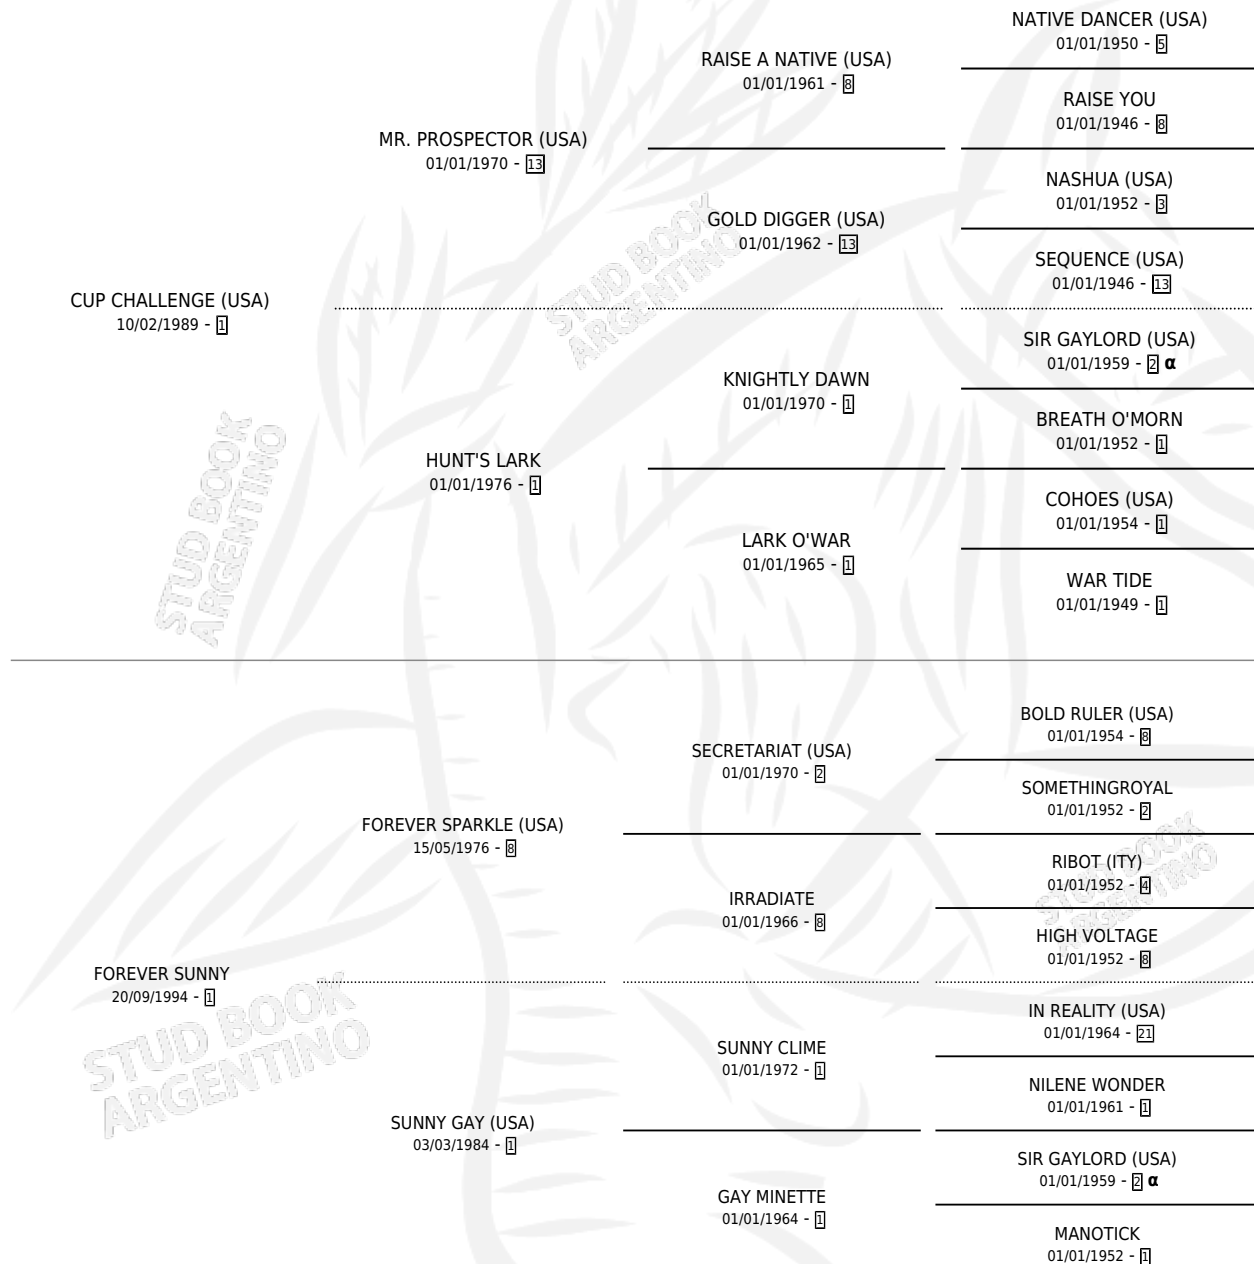 NATIVE DANCER (USA)
01/01/1950 - 5
RAISE A NATIVE (USA)
01/01/1961 - 8
RAISE YOU
01/01/1946 - 8
MR. PROSPECTOR (USA)
01/01/1970 - 13
NASHUA (USA)
01/01/1952 - 3
GOLD DIGGER (USA)
01/01/1962 - 13
SEQUENCE (USA)
01/01/1946 - 13
CUP CHALLENGE (USA)
10/02/1989 - 1
SIR GAYLORD (USA)
01/01/1959 - 2 α
KNIGHTLY DAWN
01/01/1970 - 1
BREATH O'MORN
01/01/1952 - 1
HUNT'S LARK
01/01/1976 - 1
COHOES (USA)
01/01/1954 - 1
LARK O'WAR
01/01/1965 - 1
WAR TIDE
01/01/1949 - 1
BOLD RULER (USA)
01/01/1954 - 8
SECRETARIAT (USA)
01/01/1970 - 2
SOMETHINGROYAL
01/01/1952 - 2
FOREVER SPARKLE (USA)
15/05/1976 - 8
RIBOT (ITY)
01/01/1952 - 4
IRRADIATE
01/01/1966 - 8
HIGH VOLTAGE
01/01/1952 - 8
FOREVER SUNNY
20/09/1994 - 1
IN REALITY (USA)
01/01/1964 - 21
SUNNY CLIME
01/01/1972 - 1
NILENE WONDER
01/01/1961 - 1
SUNNY GAY (USA)
03/03/1984 - 1
SIR GAYLORD (USA)
01/01/1959 - 2 α
GAY MINETTE
01/01/1964 - 1
MANOTICK
01/01/1952 - 1
STUD BOOK
ARGENTINO
STUD BOOK
ARGENTINO
STUD BOOK
ARGENTINO
STUD BOOK
ARGENTINO